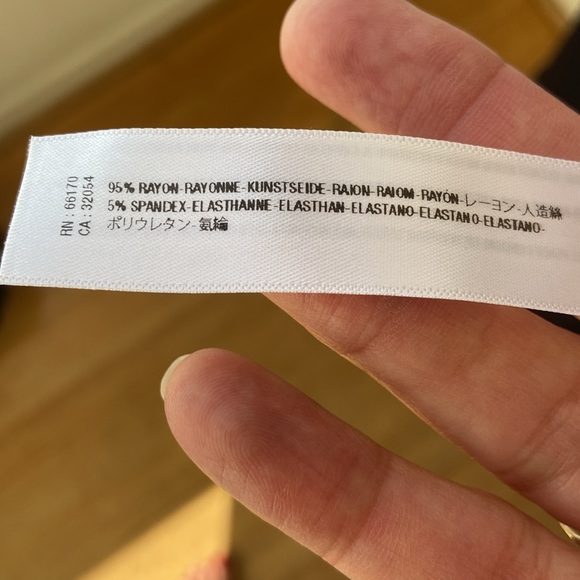 RN : 66170
CA : 32054
95% RAYON-RAYONNE-KUNSTSEIDE-RAION-RAIOM-RAYÓN-レーヨン-人造絲
5% SPANDEX-ELASTHANNE-ELASTHAN-ELASTANO-ELASTANO-ELASTANO-
ポリウレタン-氨綸